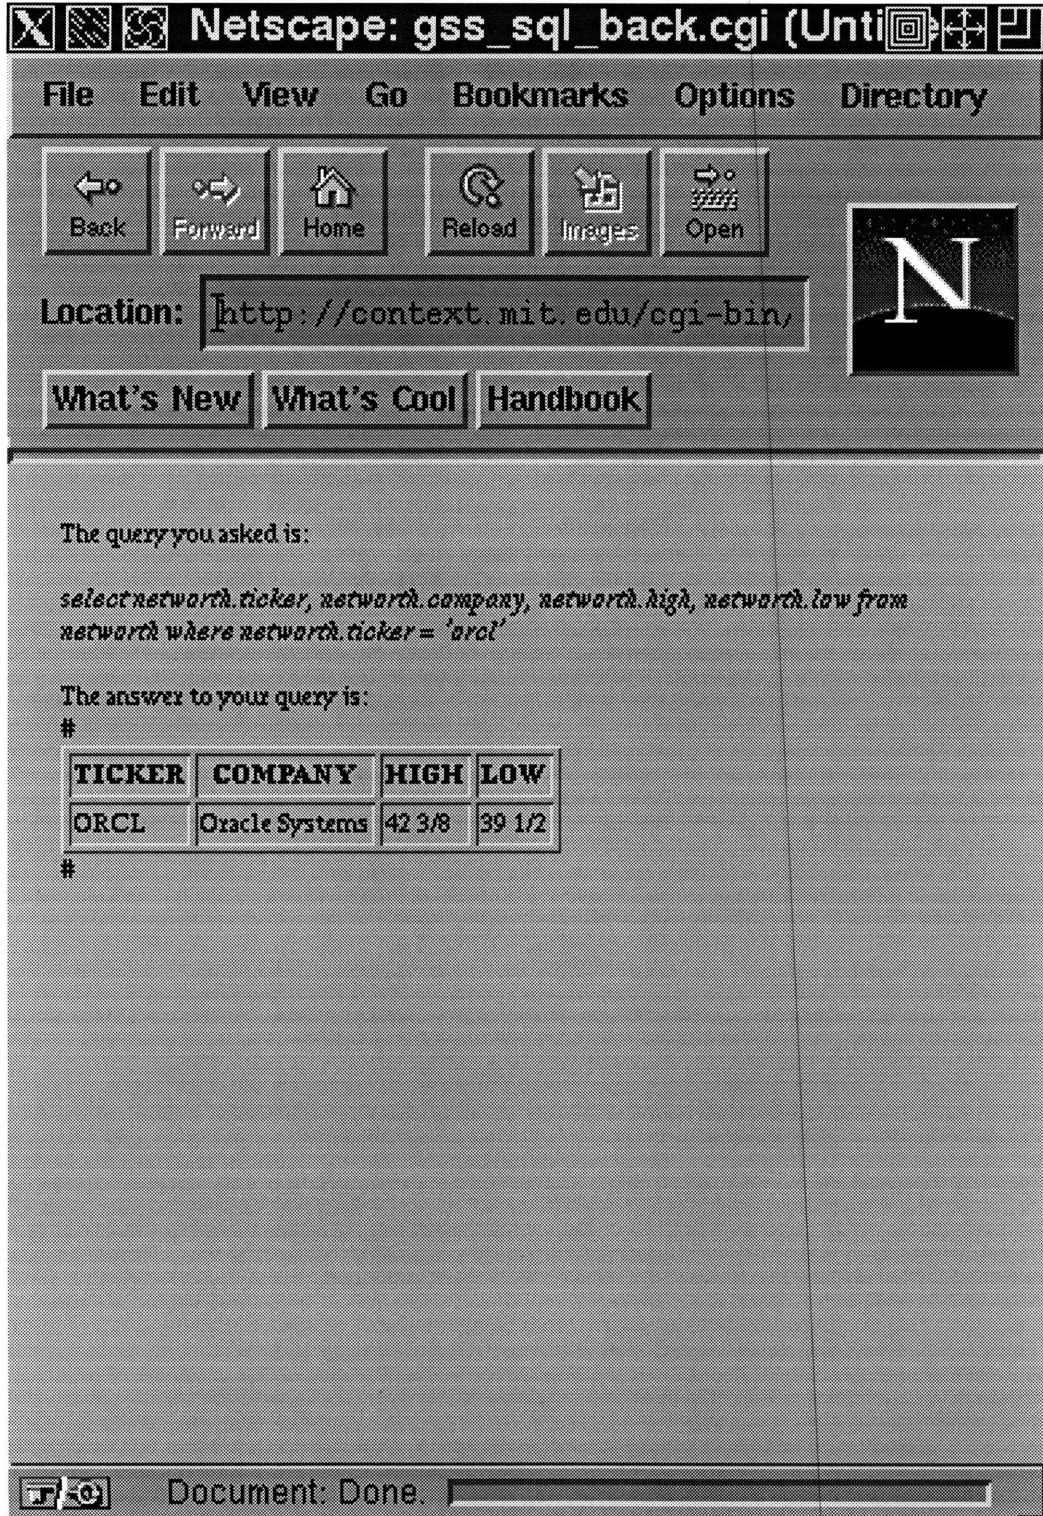 Netscape: gss_sql_back.cgi (Unti
File Edit View Go Bookmarks Options Directory
Back Forward Home Reload Images Open
N
Location: http://context.mit.edu/cgi-bin/
What's New What's Cool Handbook
The query you asked is:
select networth.ticker, networth.company, networth.high, networth.low from
networth where networth.ticker = 'orcl'
The answer to your query is:
#
TICKER COMPANY HIGH LOW
ORCL Oracle Systems 42 3/8 39 1/2
#
Document: Done.